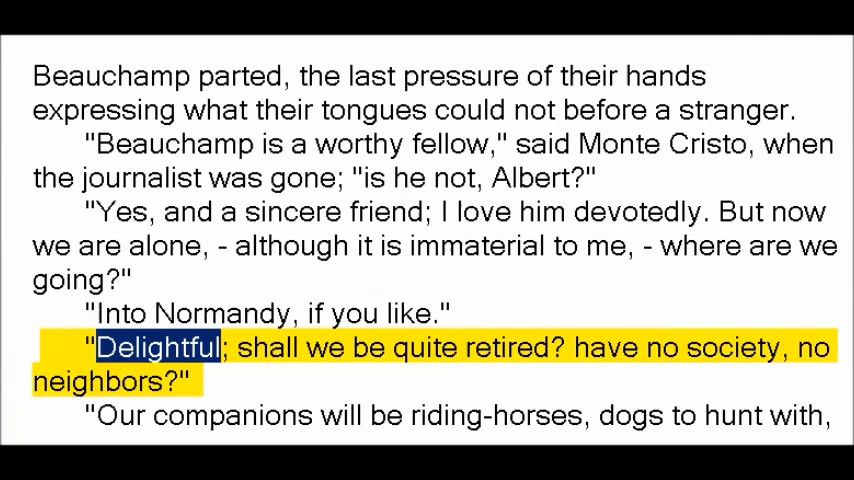 Beauchamp parted, the last pressure of their hands
expressing what their tongues could not before a stranger.
"Beauchamp is a worthy fellow," said Monte Cristo, when
the journalist was gone; "is he not, Albert?"
"Yes, and a sincere friend; I love him devotedly. But now
we are alone, - although it is immaterial to me, - where are we
going?"
"Into Normandy, if you like."
"Delightful; shall we be quite retired? have no society, no
neighbors?"
"Our companions will be riding-horses, dogs to hunt with,